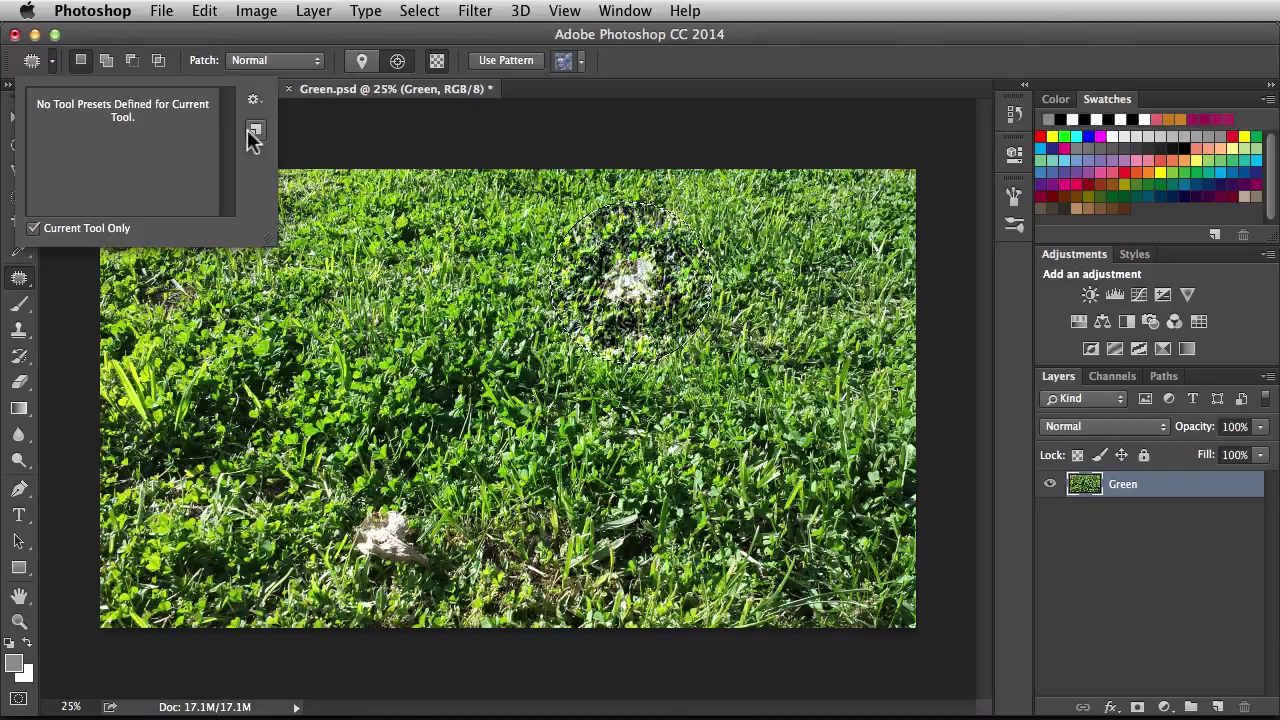 Photoshop File Edit Image Layer Type Select Filter 3D View Window Help
Adobe Photoshop CC 2014
Patch: Normal Use Pattern
Green.psd @ 25% (Green, RGB/8) *
No Tool Presets Defined for Current
Tool.
Current Tool Only
Color Swatches
Adjustments Styles
Add an adjustment
Layers Channels Paths
Kind
Normal Opacity: 100%
Lock: Fill: 100%
Green
25% Doc: 17.1M/17.1M